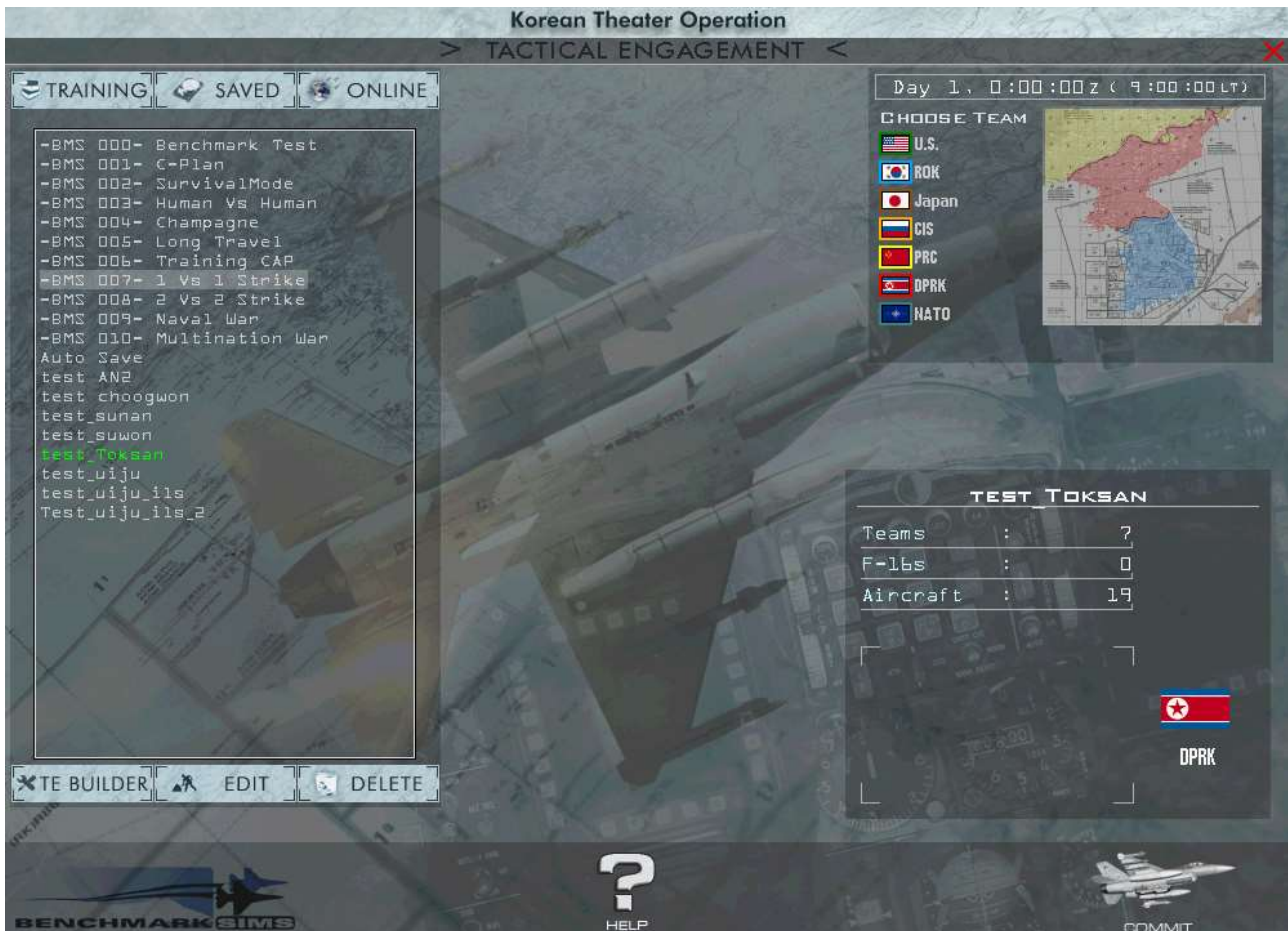 Korean Theater Operation
> TACTICAL ENGAGEMENT <
TRAINING SAVED ONLINE
-BMS 000- Benchmark Test
-BMS 001- C-Plan
-BMS 002- SurvivalMode
-BMS 003- Human Vs Human
-BMS 004- Champagne
-BMS 005- Long Travel
-BMS 006- Training CAP
-BMS 007- 1 Vs 1 Strike
-BMS 008- 2 Vs 2 Strike
-BMS 009- Naval War
-BMS 010- Multination War
Auto Save
test AN2
test choogwon
test_sunan
test_suwon
test_Toksan
test_uiju
test_uiju_ils
Test_uiju_ils_2
TE BUILDER EDIT DELETE
Day 1, 0:00:00 Z ( 9:00:00 LT)
CHOOSE TEAM
U.S.
ROK
Japan
CIS
PRC
DPRK
NATO
TEST_TOKSAN
Teams : 7
F-16s : 0
Aircraft : 19
DPRK
BENCHMARKSIMS
?
HELP
COMMIT